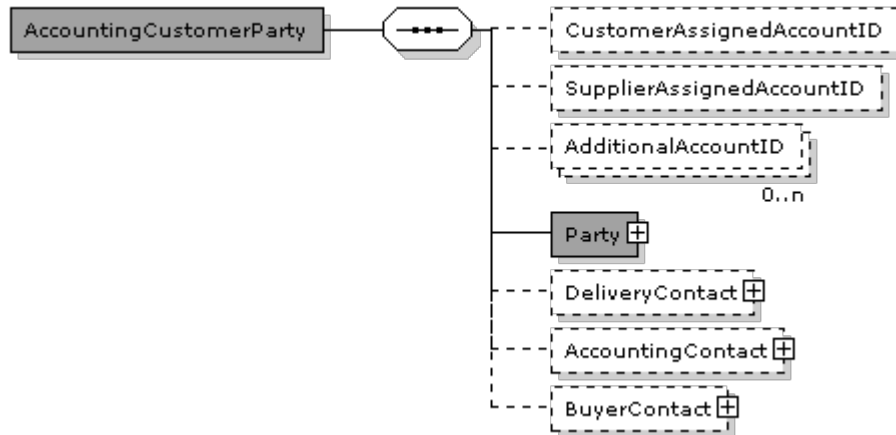 AccountingCustomerParty
CustomerAssignedAccountID
SupplierAssignedAccountID
AdditionalAccountID
0..n
Party
DeliveryContact
AccountingContact
BuyerContact